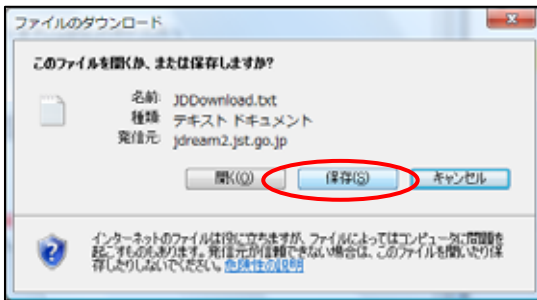 ファイルのダウンロード
このファイルを開くか、または保存しますか?
名前: JDDownload.txt
種類: テキスト ドキュメント
発信元: jdream2.jst.go.jp
開く(O) 保存(S) キャンセル
インターネットのファイルは役に立ちますが、ファイルによってはコンピュータに問題を
起こすものもあります。発信元が信頼できない場合は、このファイルを開いたり保
存したりしないでください。危険性の説明